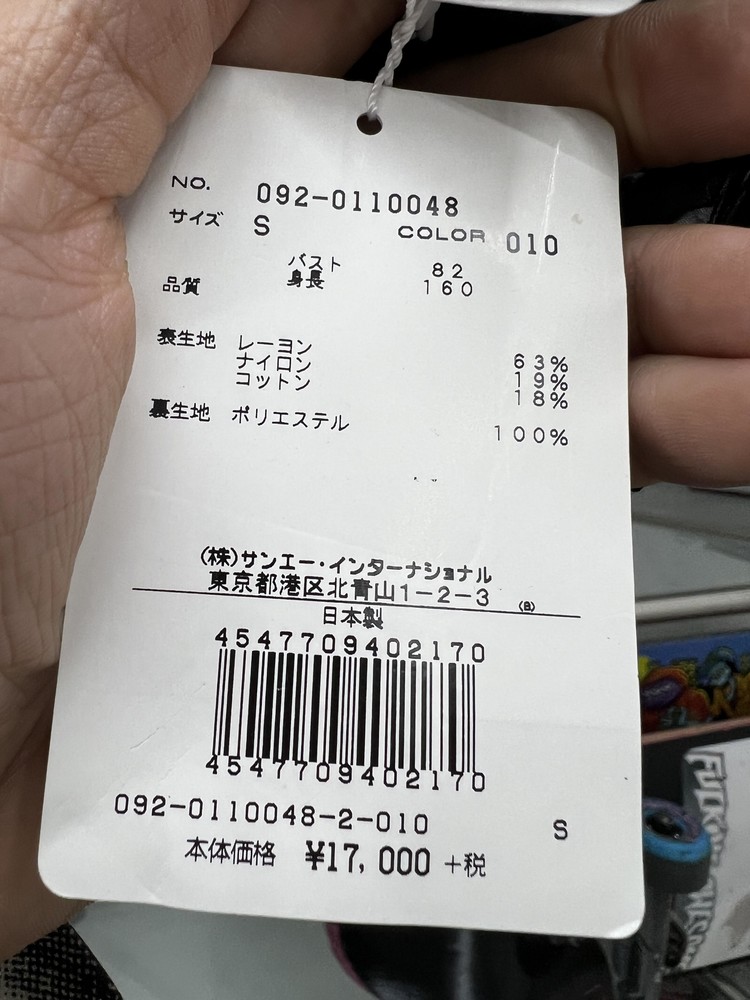 NO. 092-0110048
サイズ S COLOR 010
バスト 82
身長 160
品質
表生地 レーヨン 63%
ナイロン 19%
コットン 18%
裏生地 ポリエステル 100%
(株)サンエー・インターナショナル
東京都港区北青山1-2-3 (B)
日本製
4547709402170
4547709402170
092-0110048-2-010 S
本体価格 ¥17,000 +税